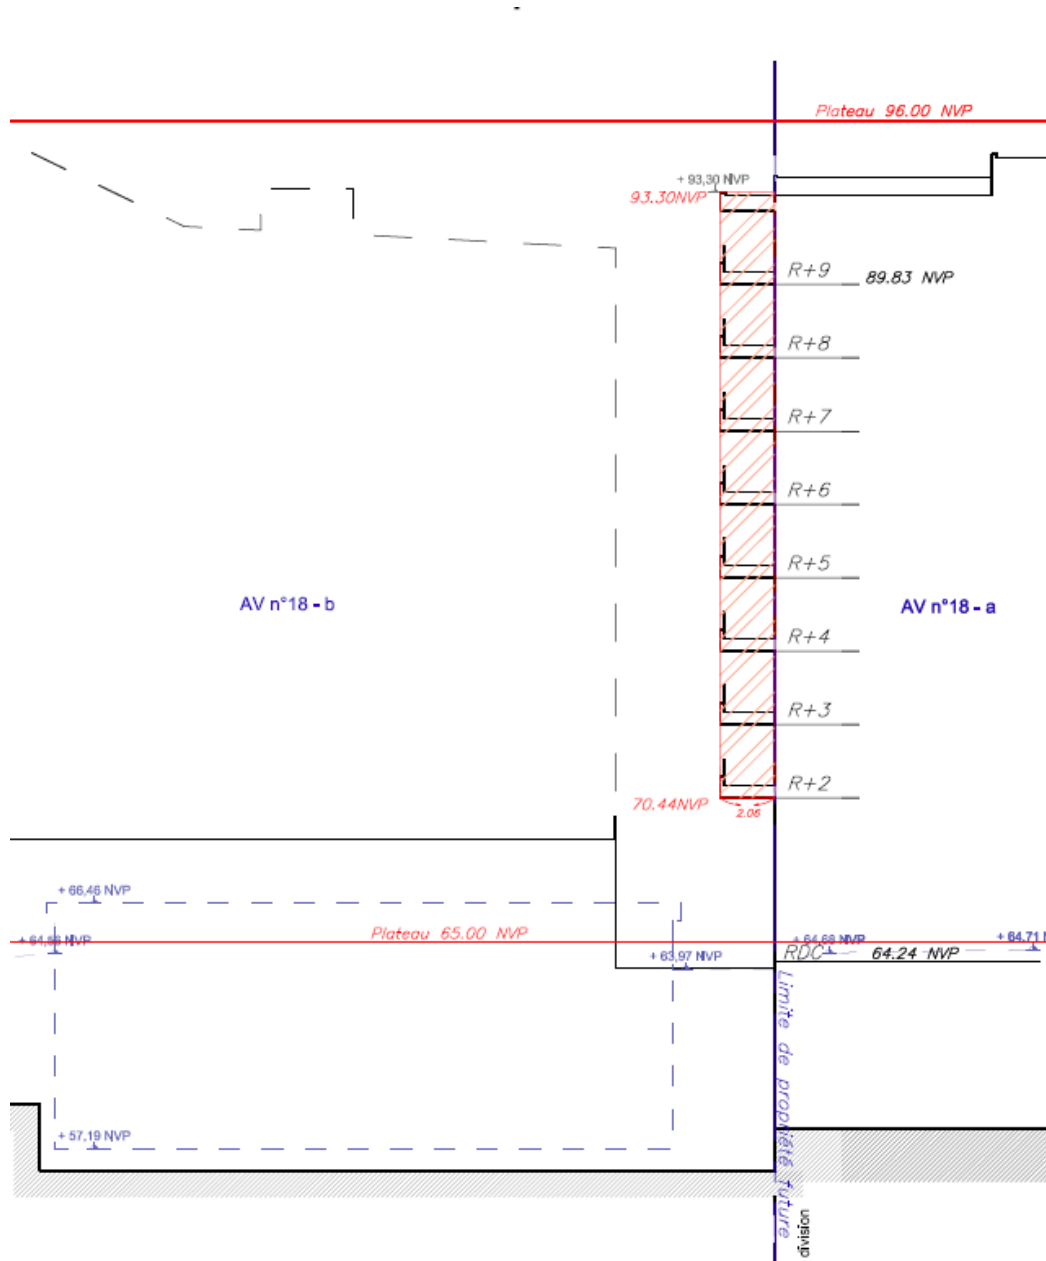 Plateau 96.00 NVP
+ 93,30 NVP
93.30NVP
R+9
89.83 NVP
R+8
R+7
R+6
R+5
AV n°18 - b
AV n°18 - a
R+4
R+3
R+2
70.44NVP
2.06
+ 66,46 NVP
Plateau 65.00 NVP
+ 64,68 NVP
+ 64.71
+ 63,97 NVP
RDC
64.24 NVP
Limite de propriété future
+ 57,19 NVP
division